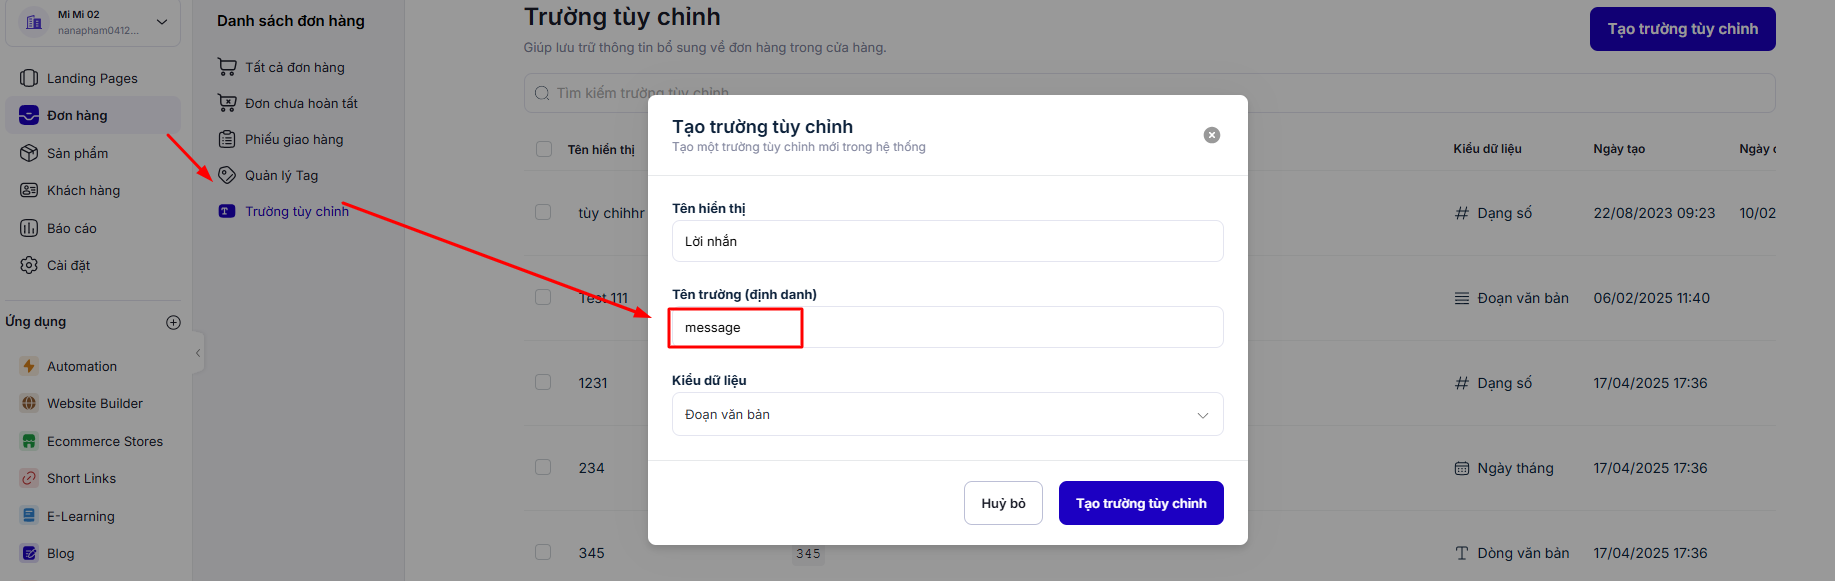 Mi Mi 02
nanapham0412...
Landing Pages
Đơn hàng
Sản phẩm
Khách hàng
Báo cáo
Cài đặt
Ứng dụng
Automation
Website Builder
Ecommerce Stores
Short Links
E-Learning
Blog
Danh sách đơn hàng
Tất cả đơn hàng
Đơn chưa hoàn tất
Phiếu giao hàng
Quản lý Tag
Trường tùy chỉnh
Trường tùy chỉnh
Giúp lưu trữ thông tin bổ sung về đơn hàng trong cửa hàng.
Tạo trường tùy chỉnh
Tìm kiếm trường tùy chỉnh
Tên hiển thị
Kiểu dữ liệu
Ngày tạo
Ngày c
tùy chihhr
Dạng số
22/08/2023 09:23
10/02
Test 111
Đoạn văn bản
06/02/2025 11:40
1231
Dạng số
17/04/2025 17:36
234
Ngày tháng
17/04/2025 17:36
345
345
Dòng văn bản
17/04/2025 17:36
Tạo trường tùy chỉnh
Tạo một trường tùy chỉnh mới trong hệ thống
Tên hiển thị
Lời nhắn
Tên trường (định danh)
message
Kiểu dữ liệu
Đoạn văn bản
Huỷ bỏ
Tạo trường tùy chỉnh